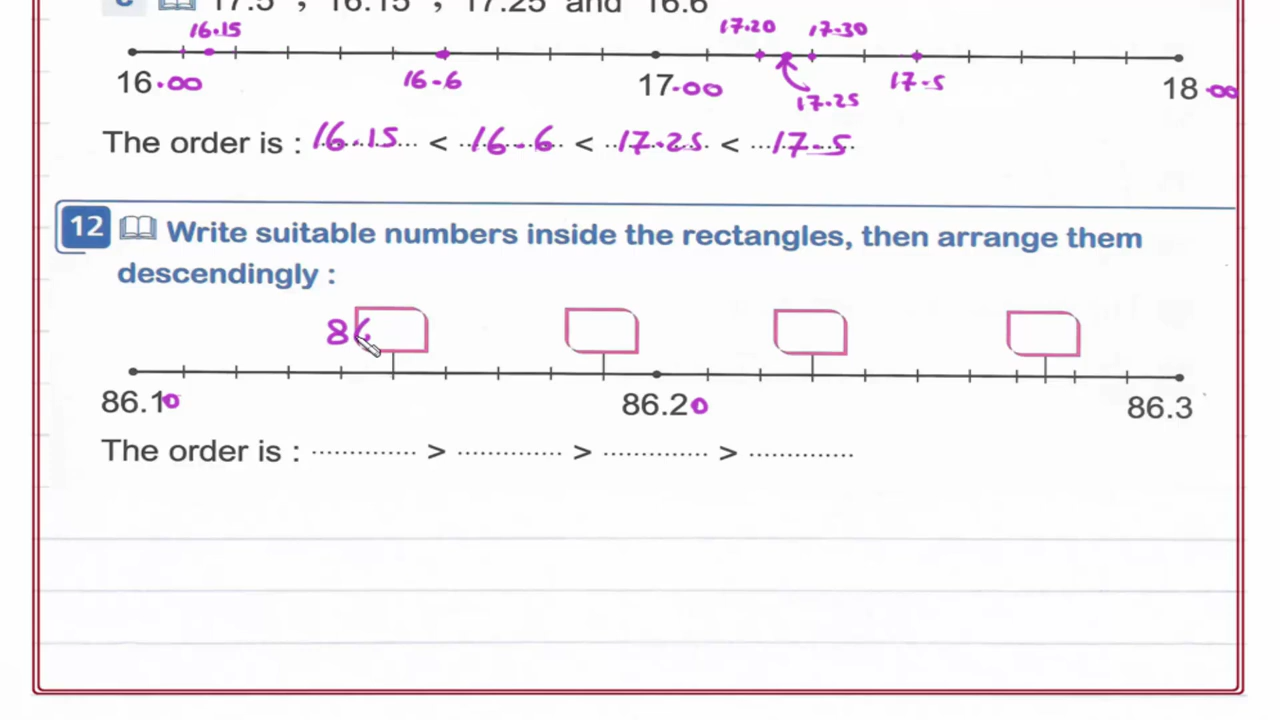 17.5 , 16.15 , 17.25 and 16.6
16.15 17.20 17.30
16.00 16.6 17.00 17.25 17.5 18.00
The order is : 16.15 < 16.6 < 17.25 < 17.5
12 Write suitable numbers inside the rectangles, then arrange them
descendingly :
86
86.10 86.20 86.3
The order is : .............. > .............. > .............. > ..............